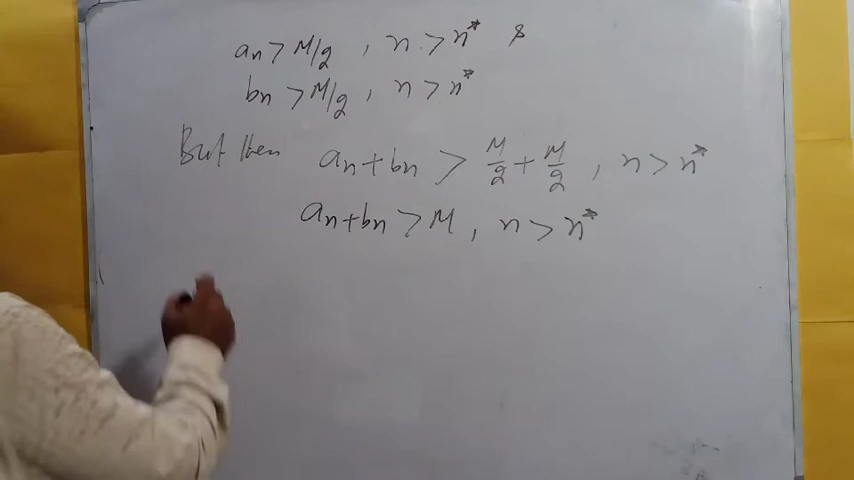 aₙ > M/2 , n > n* &
bₙ > M/2 , n > n*
But then aₙ + bₙ > M/2 + M/2 , n > n*
aₙ + bₙ > M , n > n*